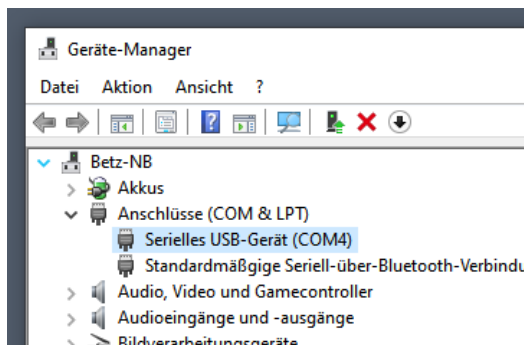 Geräte-Manager
Datei Aktion Ansicht ?
Betz-NB
Akkus
Anschlüsse (COM & LPT)
Serielles USB-Gerät (COM4)
Standardmäßgige Seriell-über-Bluetooth-Verbindu
Audio, Video und Gamecontroller
Audioeingänge und -ausgänge
Bildverarbeitungsgeräte